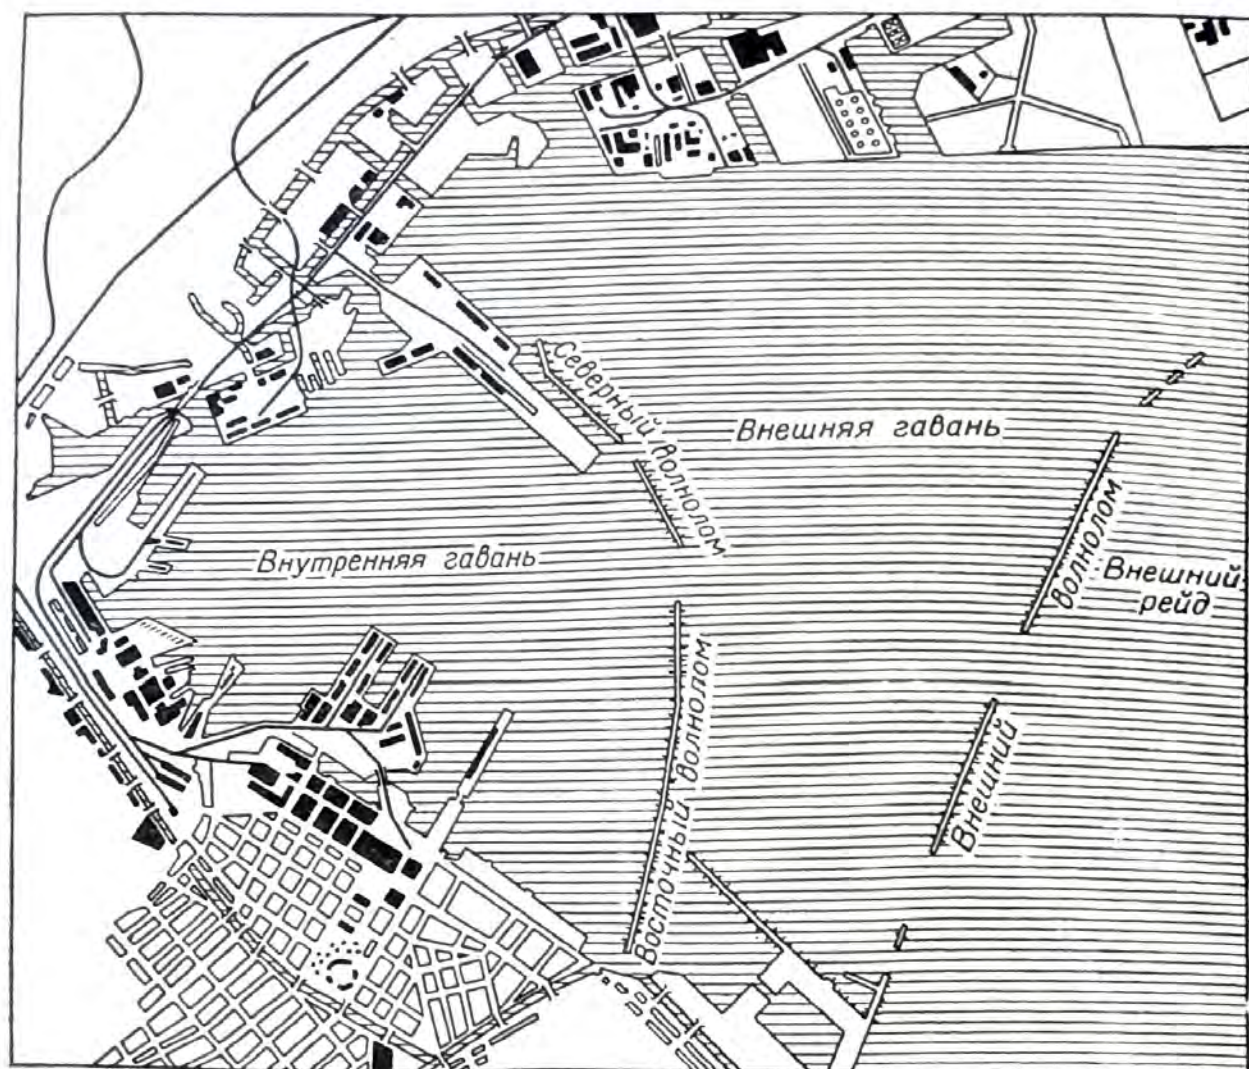 Северный волнолом
Внешняя гавань
Внутренняя гавань
волнолом
Внешний
рейд
Восточный волнолом
Внешний